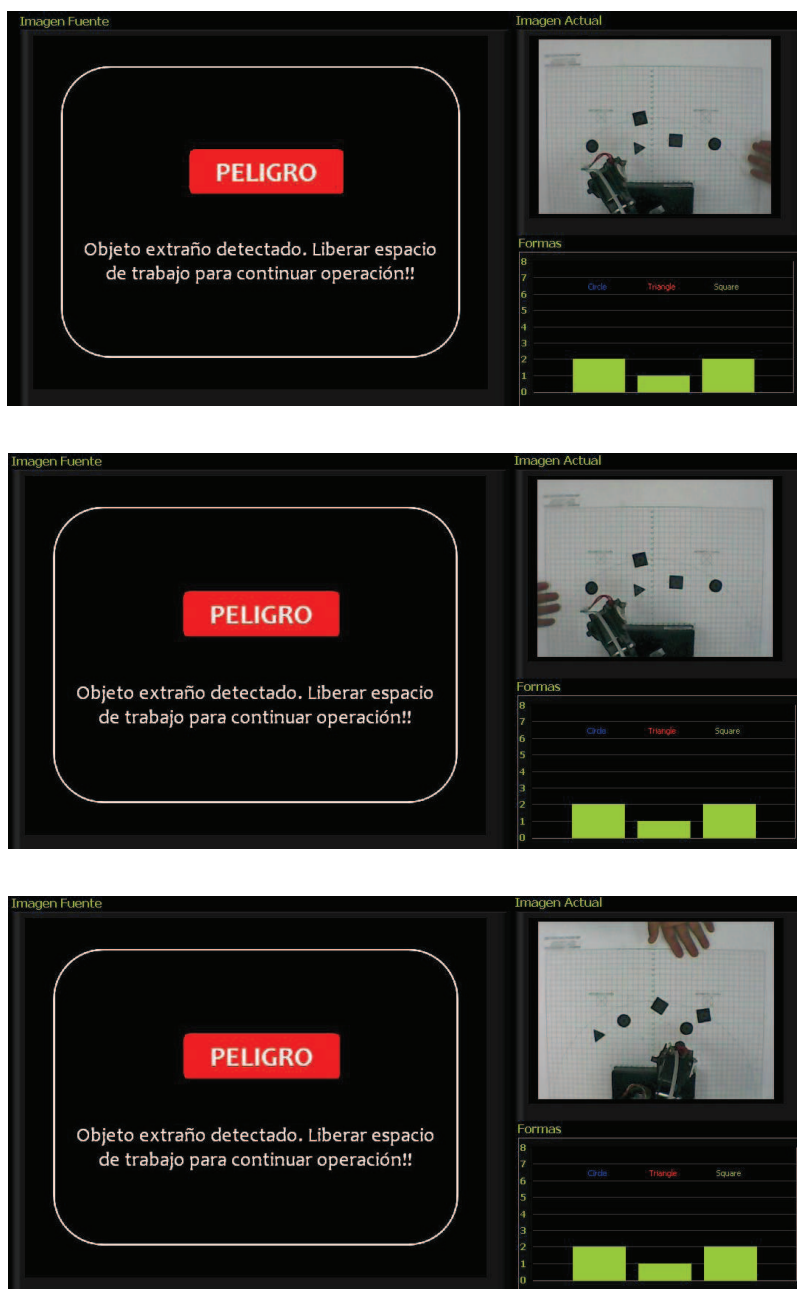 Imagen Fuente
PELIGRO
Objeto extraño detectado. Liberar espacio
de trabajo para continuar operación!!
Imagen Actual
Formas
8
7
6
5
4
3
2
1
0
Circle
Triangle
Square
Imagen Fuente
PELIGRO
Objeto extraño detectado. Liberar espacio
de trabajo para continuar operación!!
Imagen Actual
Formas
8
7
6
5
4
3
2
1
0
Circle
Triangle
Square
Imagen Fuente
PELIGRO
Objeto extraño detectado. Liberar espacio
de trabajo para continuar operación!!
Imagen Actual
Formas
8
7
6
5
4
3
2
1
0
Circle
Triangle
Square